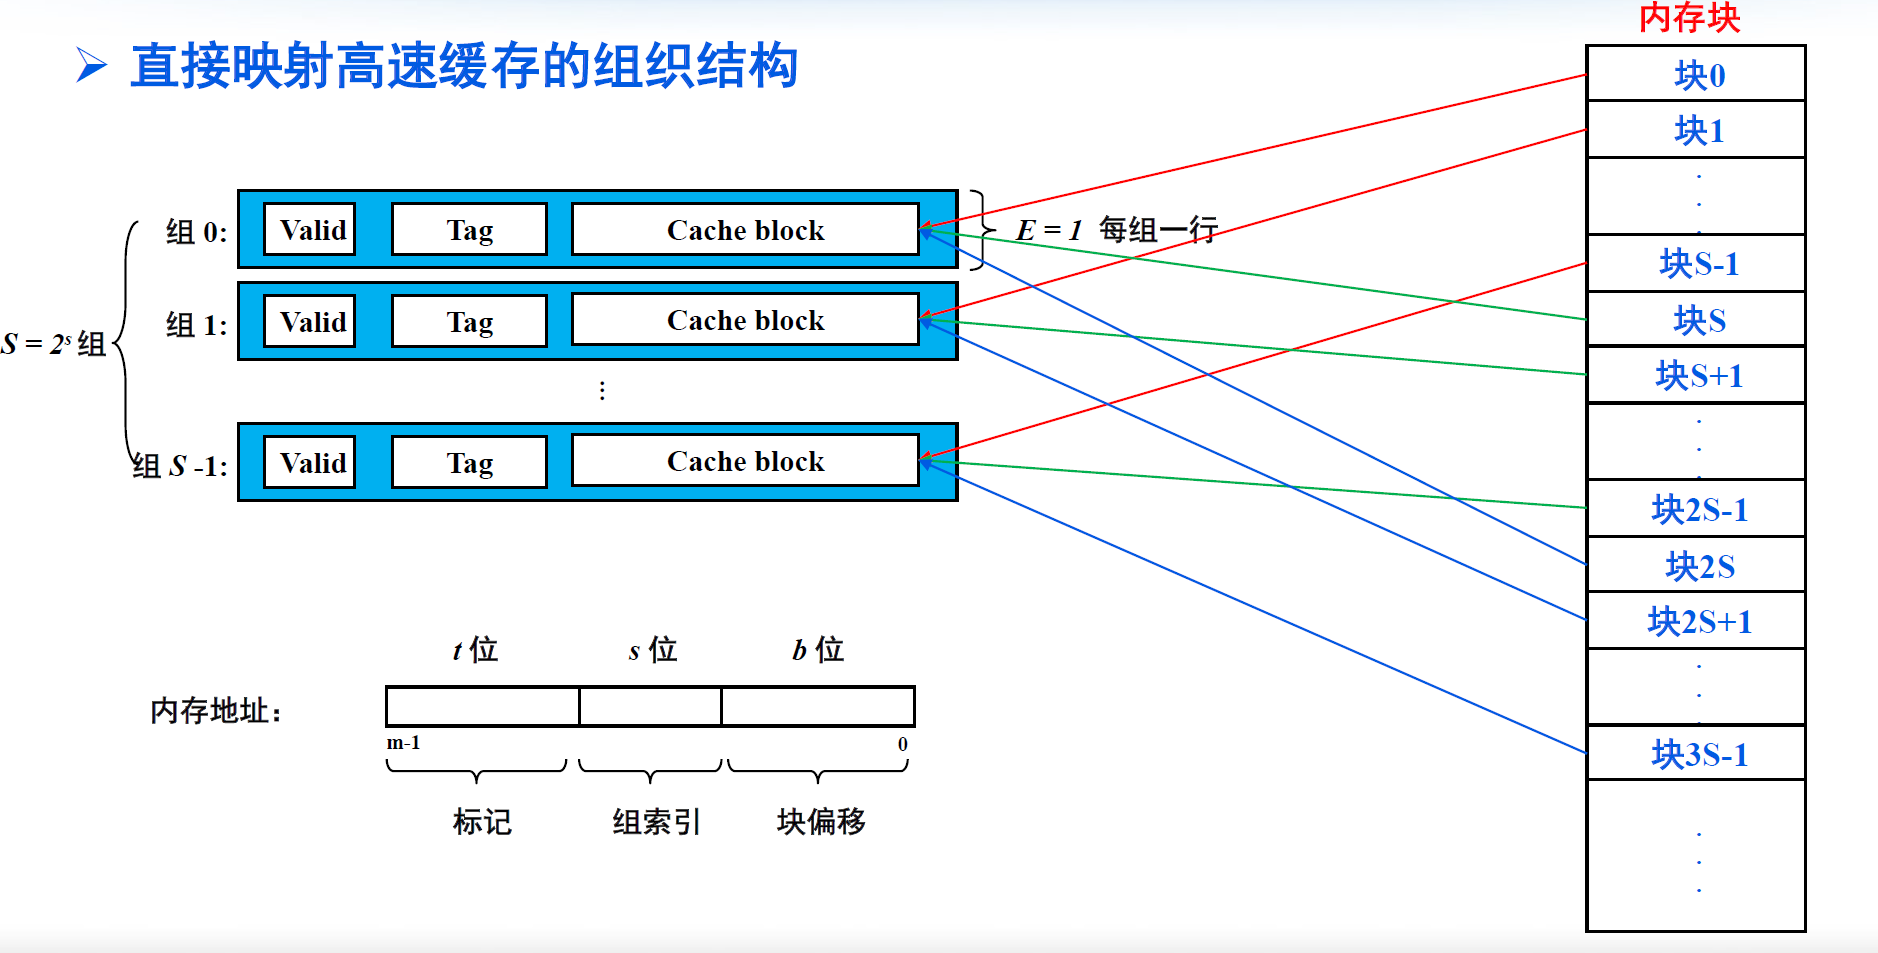 直接映射高速缓存的组织结构
内存块
块0
块1
块S-1
块S
块S+1
块2S-1
块2S
块2S+1
块3S-1
S = 2^s 组
组 0: Valid Tag Cache block
E = 1 每组一行
组 1: Valid Tag Cache block
组 S -1: Valid Tag Cache block
t 位 s 位 b 位
内存地址：
m-1 0
标记 组索引 块偏移